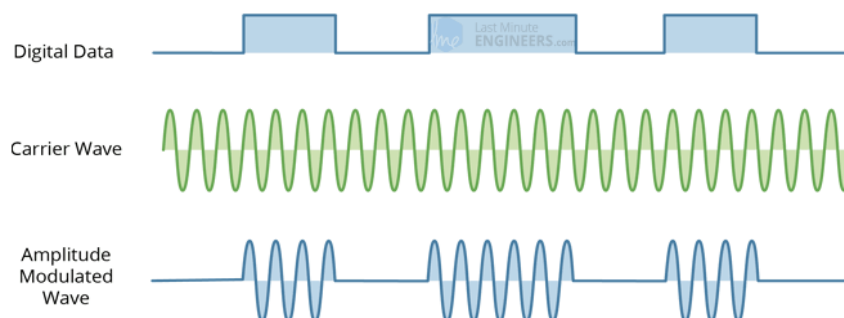 Digital Data
Last Minute
ENGINEERS.com
Carrier Wave
Amplitude
Modulated
Wave